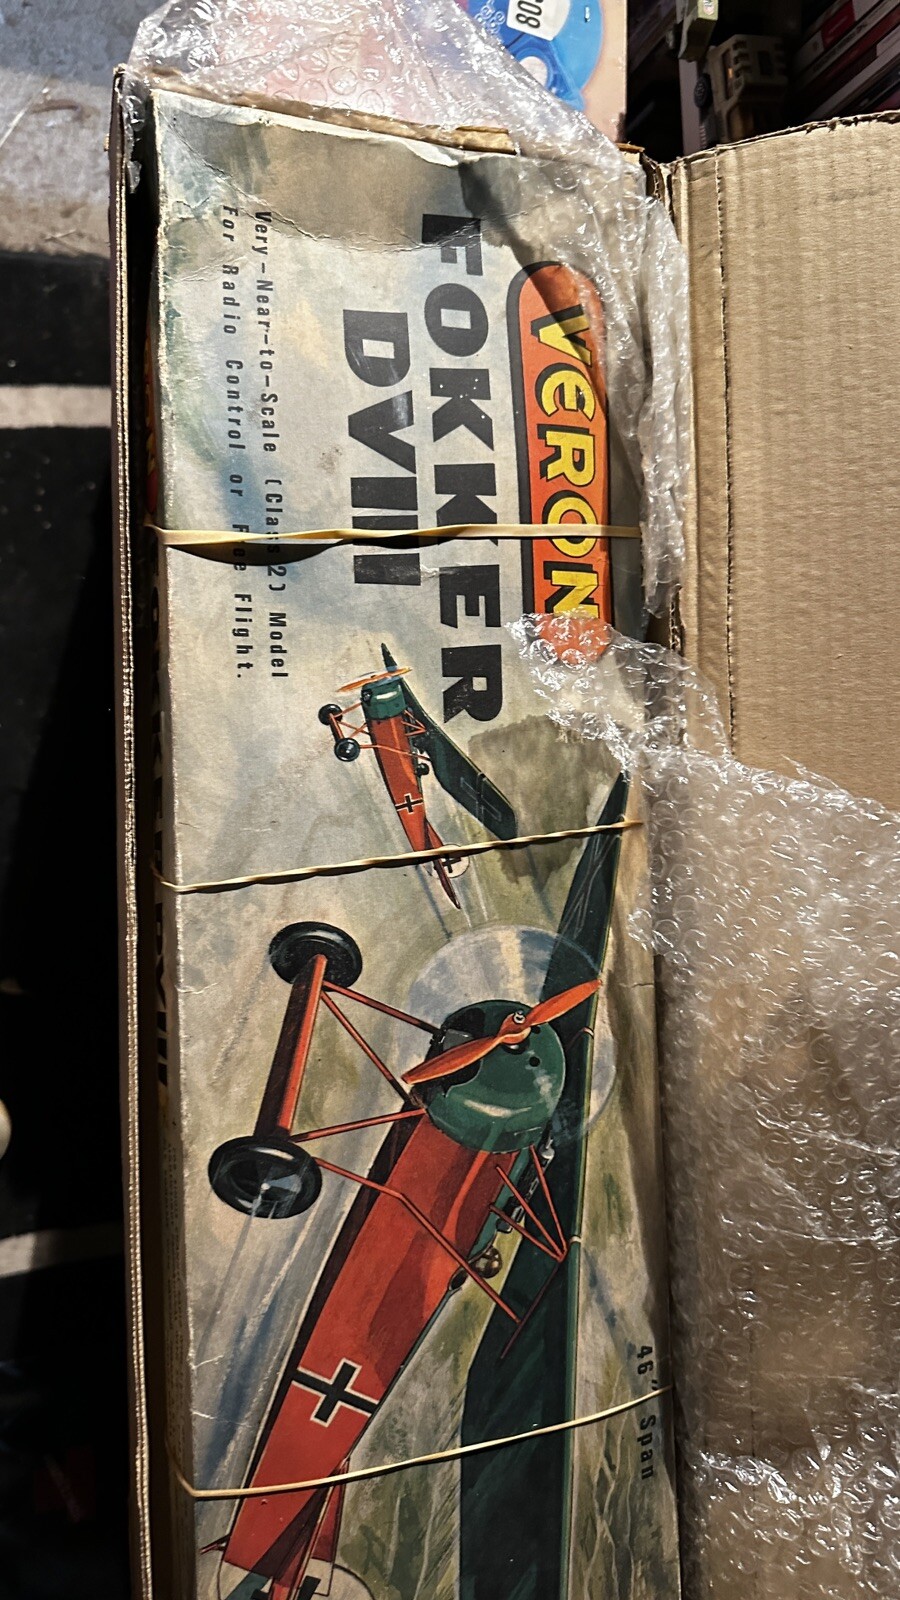 VERON
FOKKER
DVIII
Very-Near-to-Scale (Class 2) Model
For Radio Control or Free Flight.
46" Span